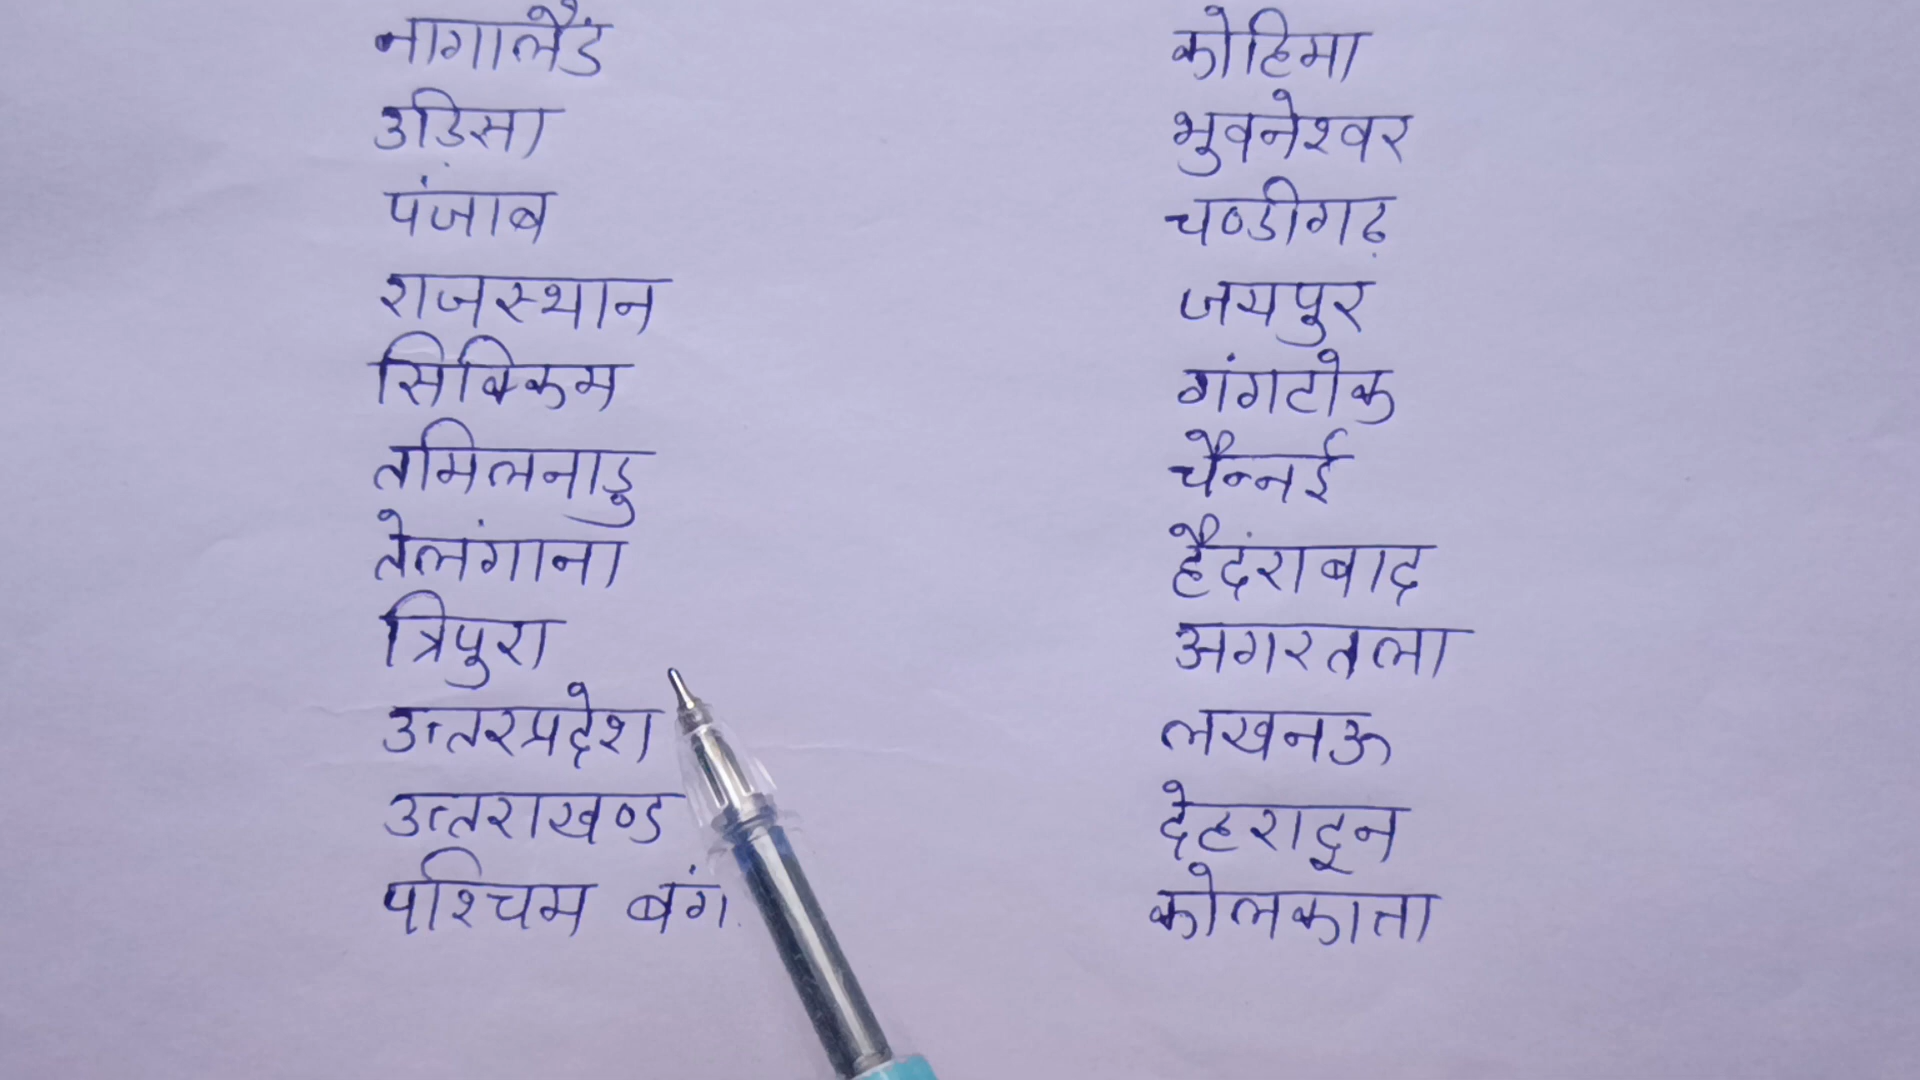 नागालैंड कोहिमा
उड़िसा भुवनेश्वर
पंजाब चण्डीगढ़
राजस्थान जयपुर
सिक्किम गंगटोक
तमिलनाडु चैन्नई
तेलंगाना हैदंराबाद
त्रिपुरा अगरतला
उत्तरप्रदेश लखनऊ
उत्तराखण्ड देहरादून
पश्चिम बंग कोलकात्ता